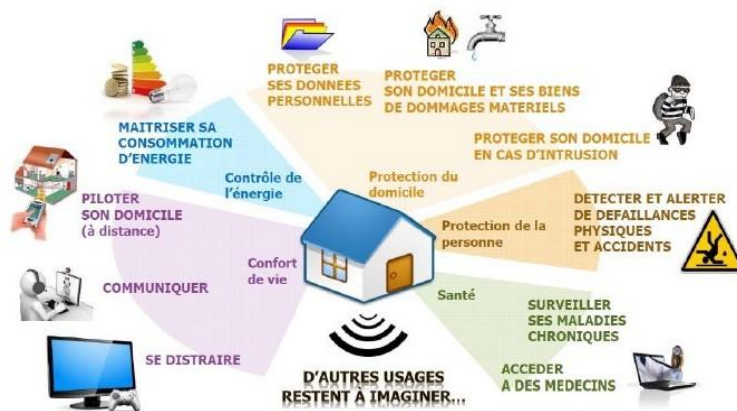 PROTEGER
SES DONNEES
PERSONNELLES
PROTEGER
SON DOMICILE ET SES BIENS
DE DOMMAGES MATERIELS
MAITRISER SA
CONSOMMATION
D'ENERGIE
PROTEGER SON DOMICILE
EN CAS D'INTRUSION
Contrôle de
l'énergie
Protection du
domicile
PILOTER
SON DOMICILE
(à distance)
DETECTER ET ALERTER
DE DEFAILLANCES
PHYSIQUES
ET ACCIDENTS
Protection de la
personne
Confort
de vie
COMMUNIQUER
Santé
SURVEILLER
SES MALADIES
CHRONIQUES
SE DISTRAIRE
ACCEDER
A DES MEDECINS
D'AUTRES USAGES
RESTENT À IMAGINER...